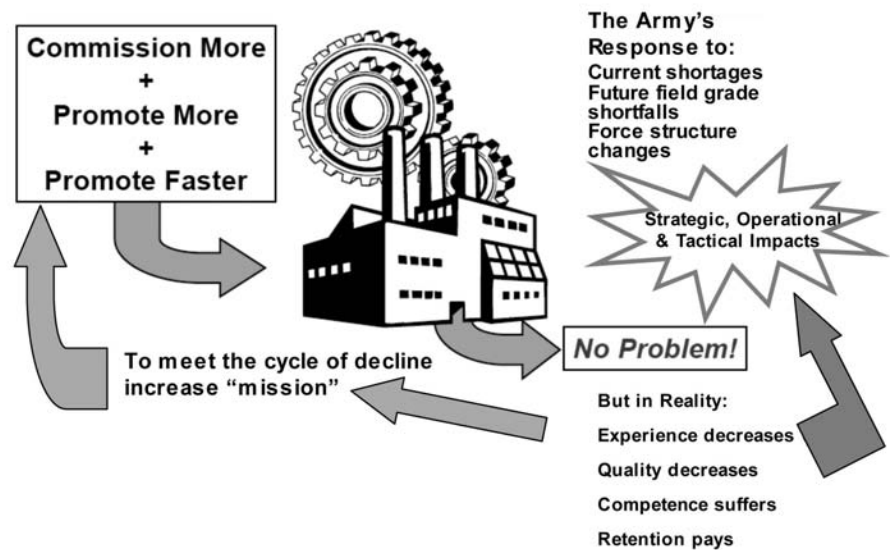 Commission More
+
Promote More
+
Promote Faster
The Army's
Response to:
Current shortages
Future field grade
shortfalls
Force structure
changes
Strategic, Operational
& Tactical Impacts
No Problem!
To meet the cycle of decline
increase “mission”
But in Reality:
Experience decreases
Quality decreases
Competence suffers
Retention pays